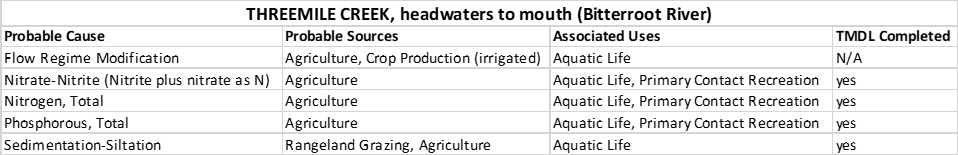 THREEMILE CREEK, headwaters to mouth (Bitterroot River)
Probable Cause Probable Sources Associated Uses TMDL Completed
Flow Regime Modification Agriculture, Crop Production (irrigated) Aquatic Life N/A
Nitrate-Nitrite (Nitrite plus nitrate as N) Agriculture Aquatic Life, Primary Contact Recreation yes
Nitrogen, Total Agriculture Aquatic Life, Primary Contact Recreation yes
Phosphorous, Total Agriculture Aquatic Life, Primary Contact Recreation yes
Sedimentation-Siltation Rangeland Grazing, Agriculture Aquatic Life yes